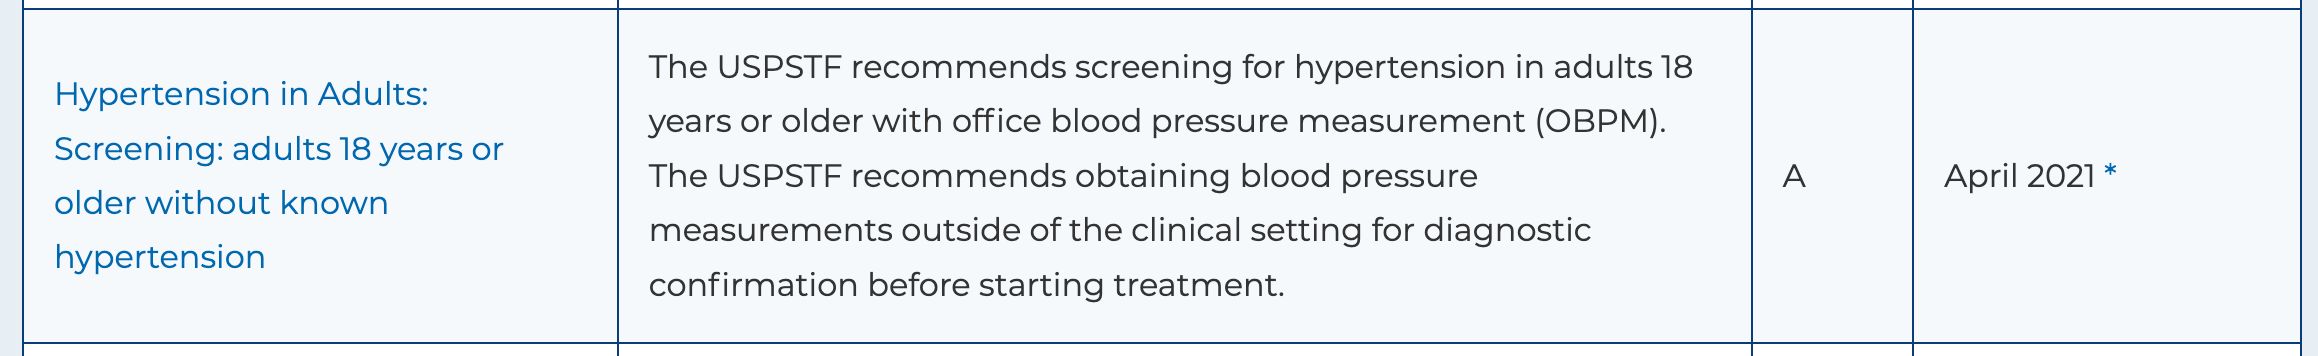 Hypertension in Adults:
Screening: adults 18 years or
older without known
hypertension
The USPSTF recommends screening for hypertension in adults 18
years or older with office blood pressure measurement (OBPM).
The USPSTF recommends obtaining blood pressure
measurements outside of the clinical setting for diagnostic
confirmation before starting treatment.
A
April 2021 *